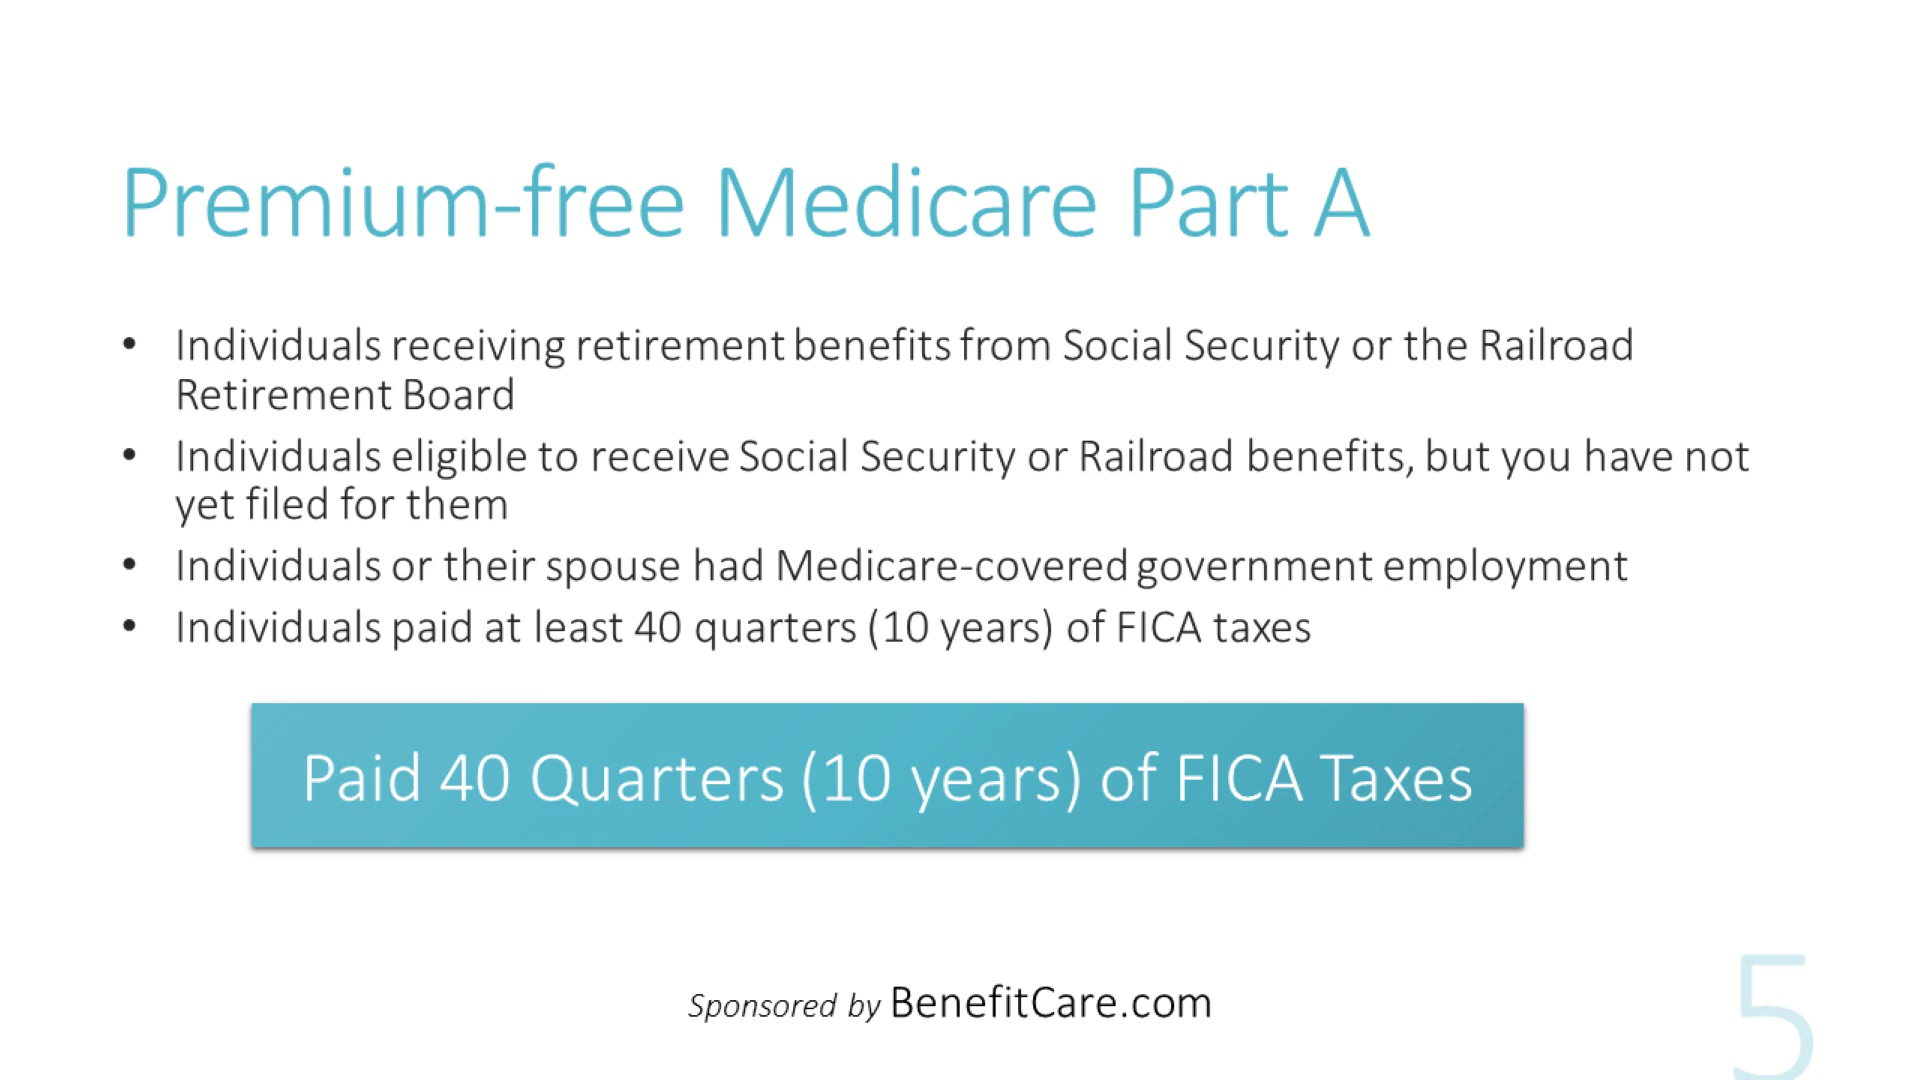 Premium-free Medicare Part A
• Individuals receiving retirement benefits from Social Security or the Railroad
Retirement Board
• Individuals eligible to receive Social Security or Railroad benefits, but you have not
yet filed for them
• Individuals or their spouse had Medicare-covered government employment
• Individuals paid at least 40 quarters (10 years) of FICA taxes
Paid 40 Quarters (10 years) of FICA Taxes
Sponsored by BenefitCare.com
5